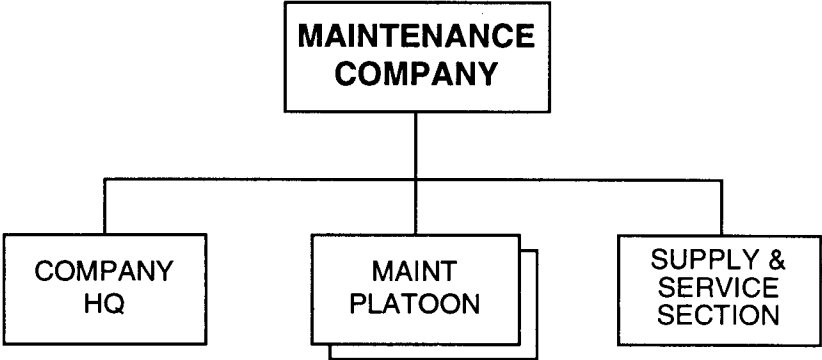 MAINTENANCE
COMPANY
COMPANY
HQ
MAINT
PLATOON
SUPPLY &
SERVICE
SECTION